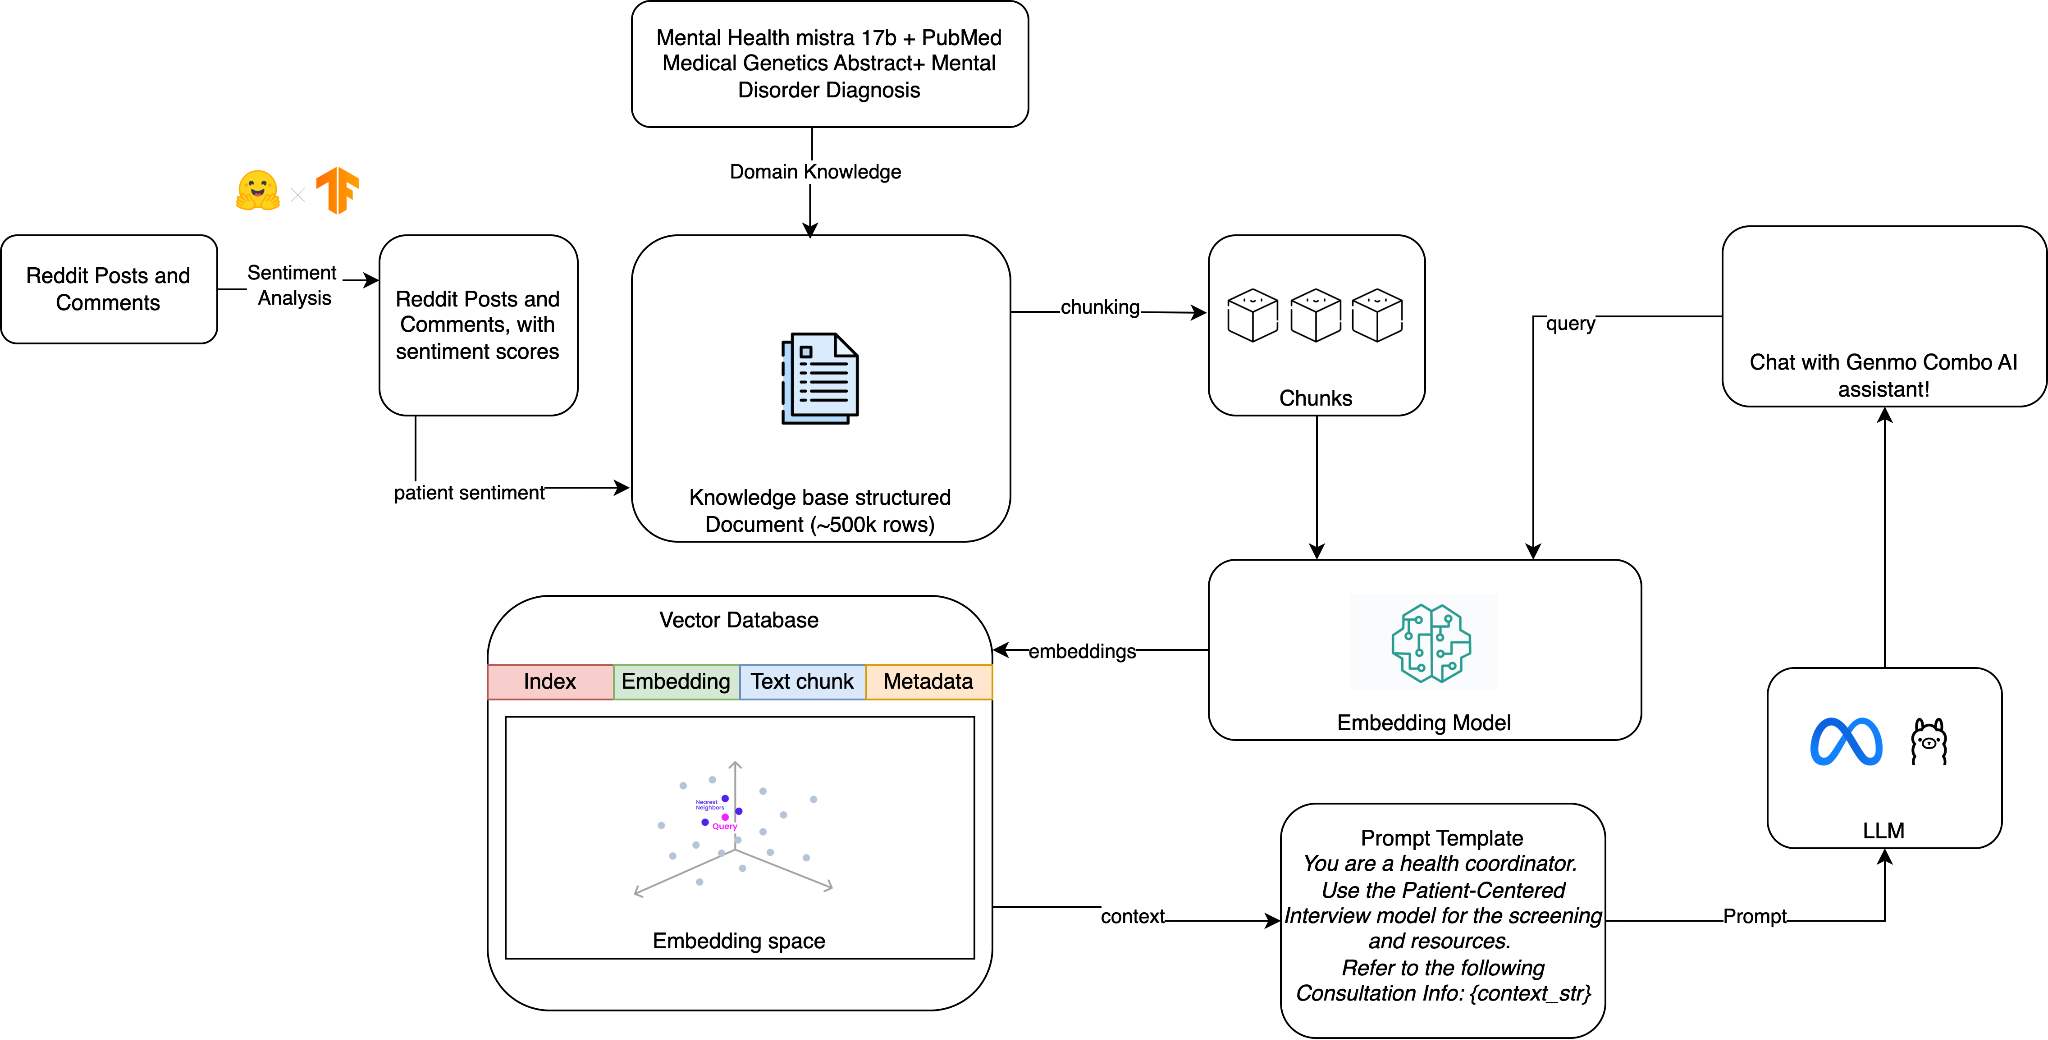 Mental Health mistra 17b + PubMed
Medical Genetics Abstract+ Mental
Disorder Diagnosis
Domain Knowledge
Reddit Posts and
Comments
Sentiment
Analysis
Reddit Posts and
Comments, with
sentiment scores
patient sentiment
Knowledge base structured
Document (~500k rows)
chunking
Chunks
query
Chat with Genmo Combo AI
assistant!
Embedding Model
embeddings
Vector Database
Index
Embedding
Text chunk
Metadata
Nearest
Neighbors
Query
Embedding space
context
Prompt Template
You are a health coordinator.
Use the Patient-Centered
Interview model for the screening
and resources.
Refer to the following
Consultation Info: {context_str}
Prompt
LLM